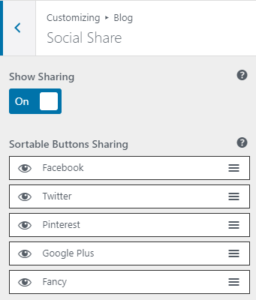 Customizing ▸ Blog
Social Share
Show Sharing
On
Sortable Buttons Sharing
Facebook
Twitter
Pinterest
Google Plus
Fancy